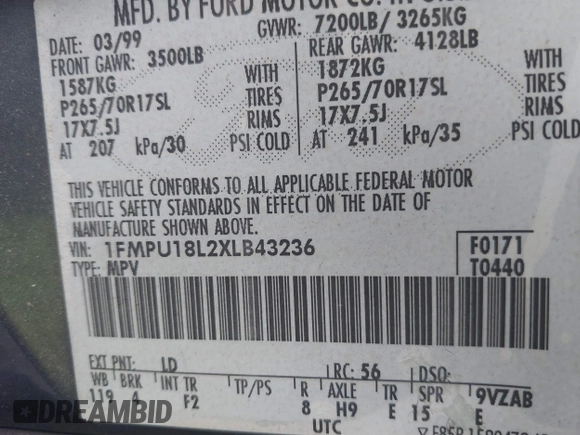 MFD. BY FORD MOTOR CO.
GVWR: 7200LB/ 3265KG
DATE: 03/99
FRONT GAWR: 3500LB
REAR GAWR: 4128LB
1587KG WITH 1872KG WITH
P265/70R17SL TIRES P265/70R17SL TIRES
17X7.5J RIMS 17X7.5J RIMS
AT 207 kPa/30 PSI COLD AT 241 kPa/35 PSI COLD
THIS VEHICLE CONFORMS TO ALL APPLICABLE FEDERAL MOTOR
VEHICLE SAFETY STANDARDS IN EFFECT ON THE DATE OF
MANUFACTURE SHOWN ABOVE.
VIN: 1FMPU18L2XLB43236 F0171
TYPE: MPV T0440
EXT PNT: LD RC: 56 DSO:
WB BRK INT TR TP/PS R AXLE TR SPR 9VZAB
119 4 F2 8 H9 E 15 E
UTC
AUTOBIDMASTER